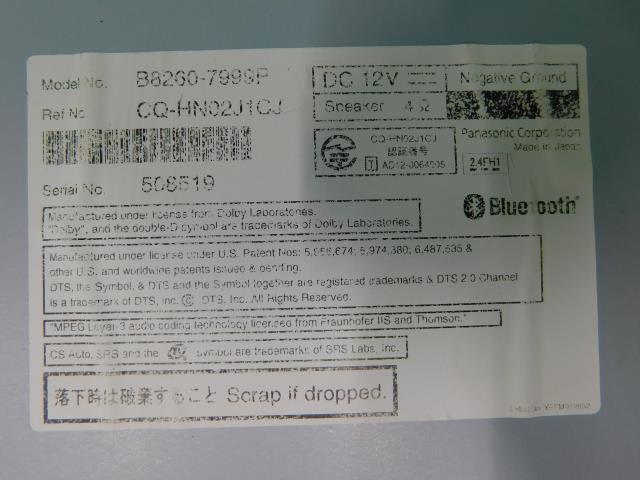 Model No. B8260-7999P
DC 12V
Negative Ground
Ref No. CQ-HN02J1CJ
Speaker 4Ω
CQ-HN02J1CJ
認証番号
T AD12-0064005
Panasonic Corporation
Made in Japan
2.4FH1
Serial No. 508519
Bluetooth®
Manufactured under license from Dolby Laboratories.
"Dolby", and the double-D symbol are trademarks of Dolby Laboratories.
Manufactured under license under U.S. Patent Nos: 5,956,674; 5,974,380; 6,487,535 &
other U.S. and worldwide patents issued & pending.
DTS, the Symbol, & DTS and the Symbol together are registered trademarks & DTS 2.0 Channel
is a trademark of DTS, Inc. © DTS, Inc. All Rights Reserved.
"MPEG Layer-3 audio coding technology licensed from Fraunhofer IIS and Thomson."
CS Auto, SRS and the symbol are trademarks of SRS Labs, Inc.
落下時は破棄すること Scrap if dropped.